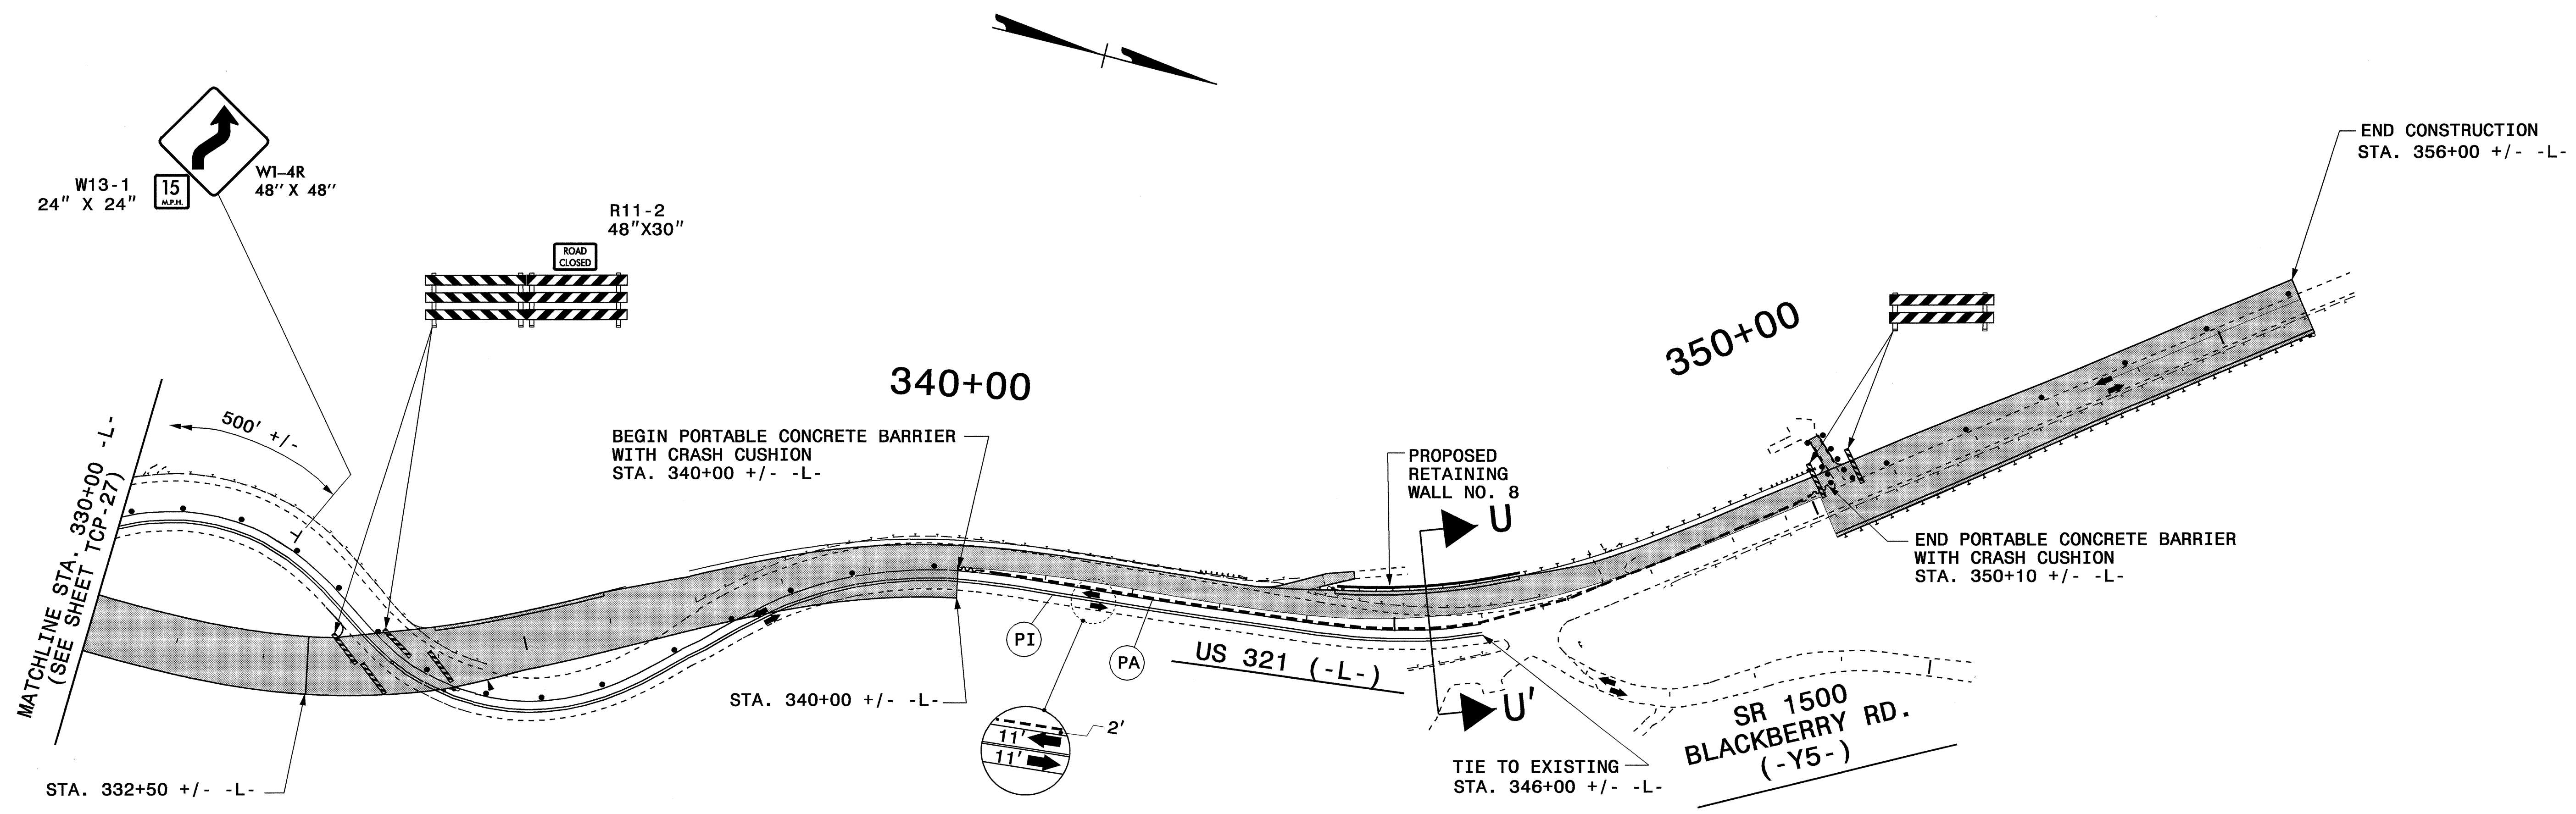 W13-1
24" X 24"
15
M.P.H.
W1-4R
48" X 48"
R11-2
48"X30"
ROAD
CLOSED
END CONSTRUCTION
STA. 356+00 +/- -L-
350+00
340+00
500' +/-
MATCHLINE STA. 330+00 -L-
(SEE SHEET TCP-27)
BEGIN PORTABLE CONCRETE BARRIER
WITH CRASH CUSHION
STA. 340+00 +/- -L-
PROPOSED
RETAINING
WALL NO. 8
U
END PORTABLE CONCRETE BARRIER
WITH CRASH CUSHION
STA. 350+10 +/- -L-
PI
PA
US 321 (-L-)
STA. 340+00 +/- -L-
U'
2'
11'
11'
SR 1500
BLACKBERRY RD.
(-Y5-)
TIE TO EXISTING
STA. 346+00 +/- -L-
STA. 332+50 +/- -L-